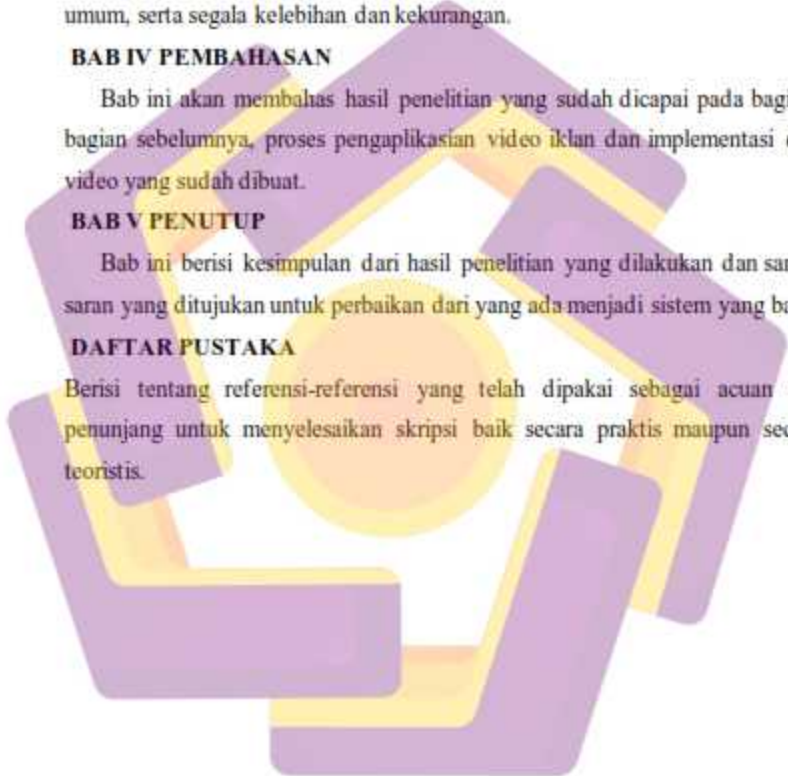 umum, serta segala kelebihan dan kekurangan.
BAB IV PEMBAHASAN
Bab ini akan membahas hasil penelitian yang sudah dicapai pada bagi
bagian sebelumnya, proses pengaplikasian video iklan dan implementasi
video yang sudah dibuat.
BAB V PENUTUP
Bab ini berisi kesimpulan dari hasil penelitian yang dilakukan dan sar
saran yang ditujukan untuk perbaikan dari yang ada menjadi sistem yang ba
DAFTAR PUSTAKA
Berisi tentang referensi-referensi yang telah dipakai sebagai acuan
penunjang untuk menyelesaikan skripsi baik secara praktis maupun sec
teoristis.